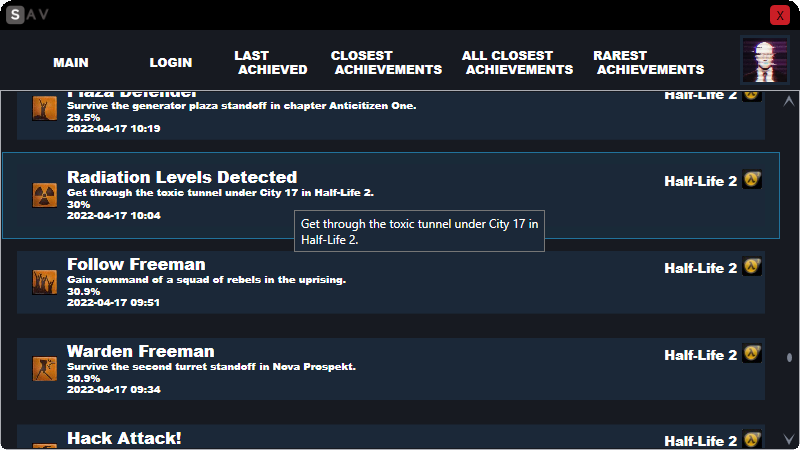 SAV
X
MAIN
LOGIN
LAST
ACHIEVED
CLOSEST
ACHIEVEMENTS
ALL CLOSEST
ACHIEVEMENTS
RAREST
ACHIEVEMENTS
Plaza Defender
Half-Life 2
Survive the generator plaza standoff in chapter Anticitizen One.
29.5%
2022-04-17 10:19
Radiation Levels Detected
Half-Life 2
Get through the toxic tunnel under City 17 in Half-Life 2.
30%
2022-04-17 10:04
Get through the toxic tunnel under City 17 in
Half-Life 2.
Follow Freeman
Half-Life 2
Gain command of a squad of rebels in the uprising.
30.9%
2022-04-17 09:51
Warden Freeman
Half-Life 2
Survive the second turret standoff in Nova Prospekt.
30.9%
2022-04-17 09:34
Hack Attack!
Half-Life 2